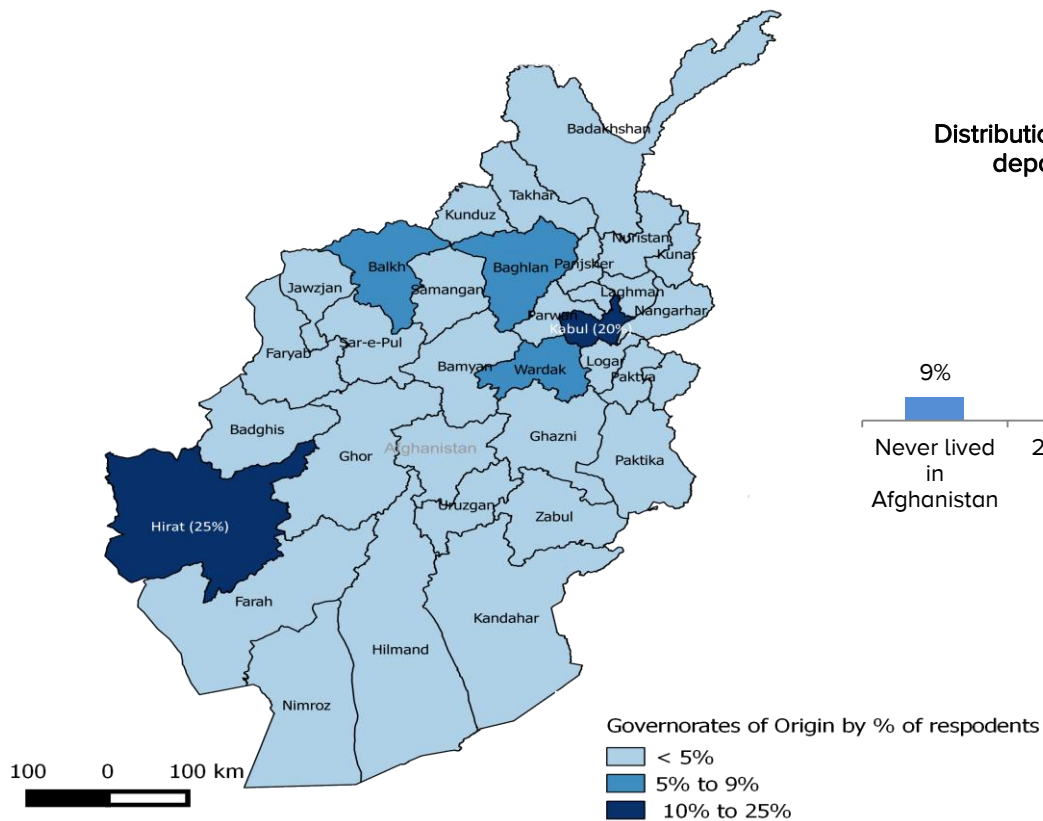 Badakhshan
Distributio
depo
Takhar
Kunduz
Nuristan
Kunar
Balkh
Baghlan
Panjsher
Jawzjan
Samangan
Laghman
Nangarhar
Parwan
Kabul (20%)
Sar-e-Pul
Faryab
Bamyan
Wardak
Logar
Paktya
9%
Badghis
Afghanistan
Ghazni
Ghor
Paktika
Never lived
in
Afghanistan
2
Uruzgan
Zabul
Hirat (25%)
Farah
Kandahar
Hilmand
Nimroz
Governorates of Origin by % of respodents
< 5%
5% to 9%
10% to 25%
100 0 100 km